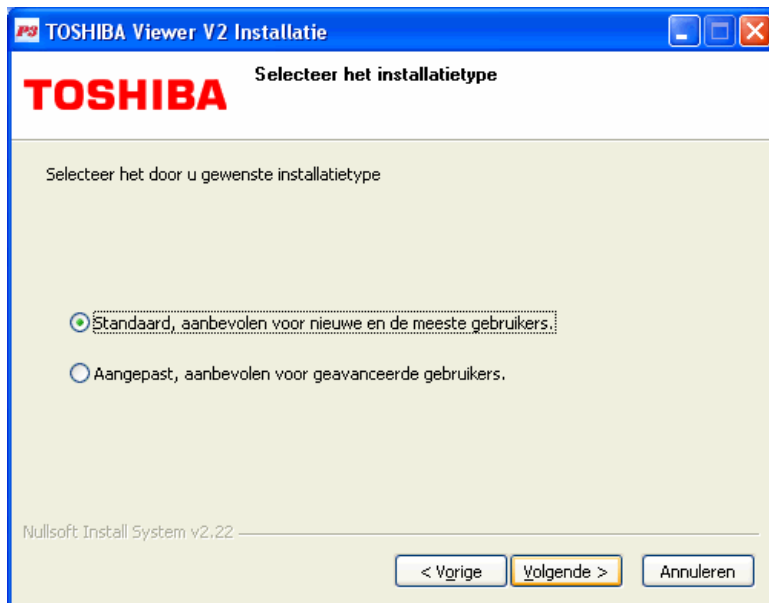 P3 TOSHIBA Viewer V2 Installatie
TOSHIBA
Selecteer het installatietype
Selecteer het door u gewenste installatietype
Standaard, aanbevolen voor nieuwe en de meeste gebruikers.
Aangepast, aanbevolen voor geavanceerde gebruikers.
Nullsoft Install System v2.22
< Vorige Volgende > Annuleren